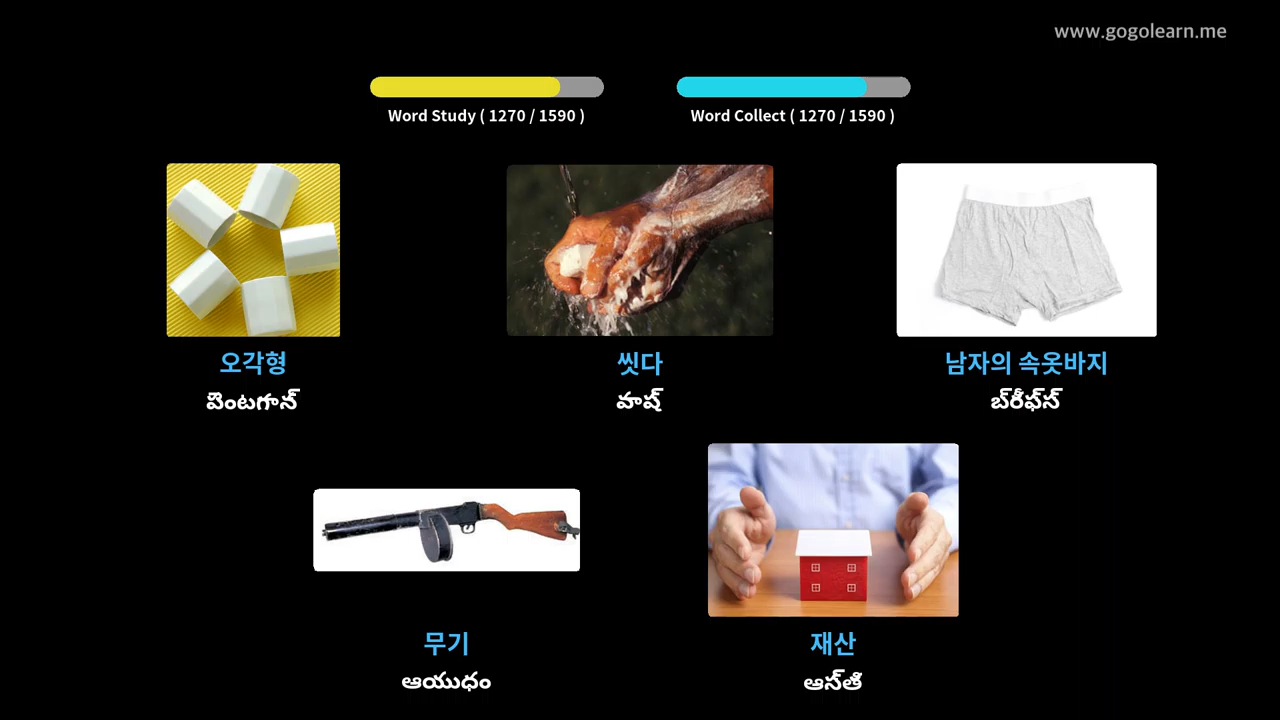 www.gogolearn.me
Word Study ( 1270 / 1590 )
Word Collect ( 1270 / 1590 )
오각형
씻다
남자의 속옷바지
పెంటగాన్
వాష్
బ్‌రీఫ్‌స్
무기
재산
ఆయుధం
ఆస్‌తి